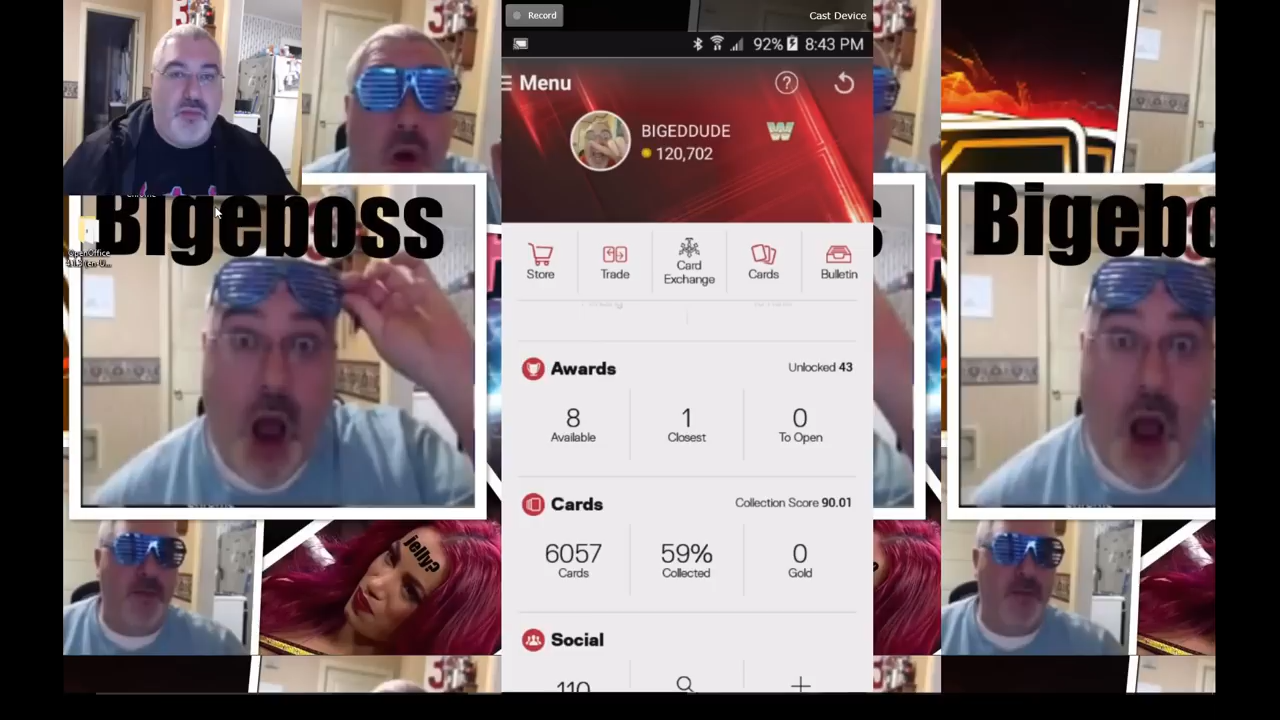 Record
Cast Device
92% 8:43 PM
Menu
?
BIGEDDUDE
120,702
W
Store
Trade
Card Exchange
Cards
Bulletin
Awards
Unlocked 43
8
Available
1
Closest
0
To Open
Cards
Collection Score 90.01
6057
Cards
59%
Collected
0
Gold
Social
110
Bigeboss
OpenOffice
jelly?
Bigebo